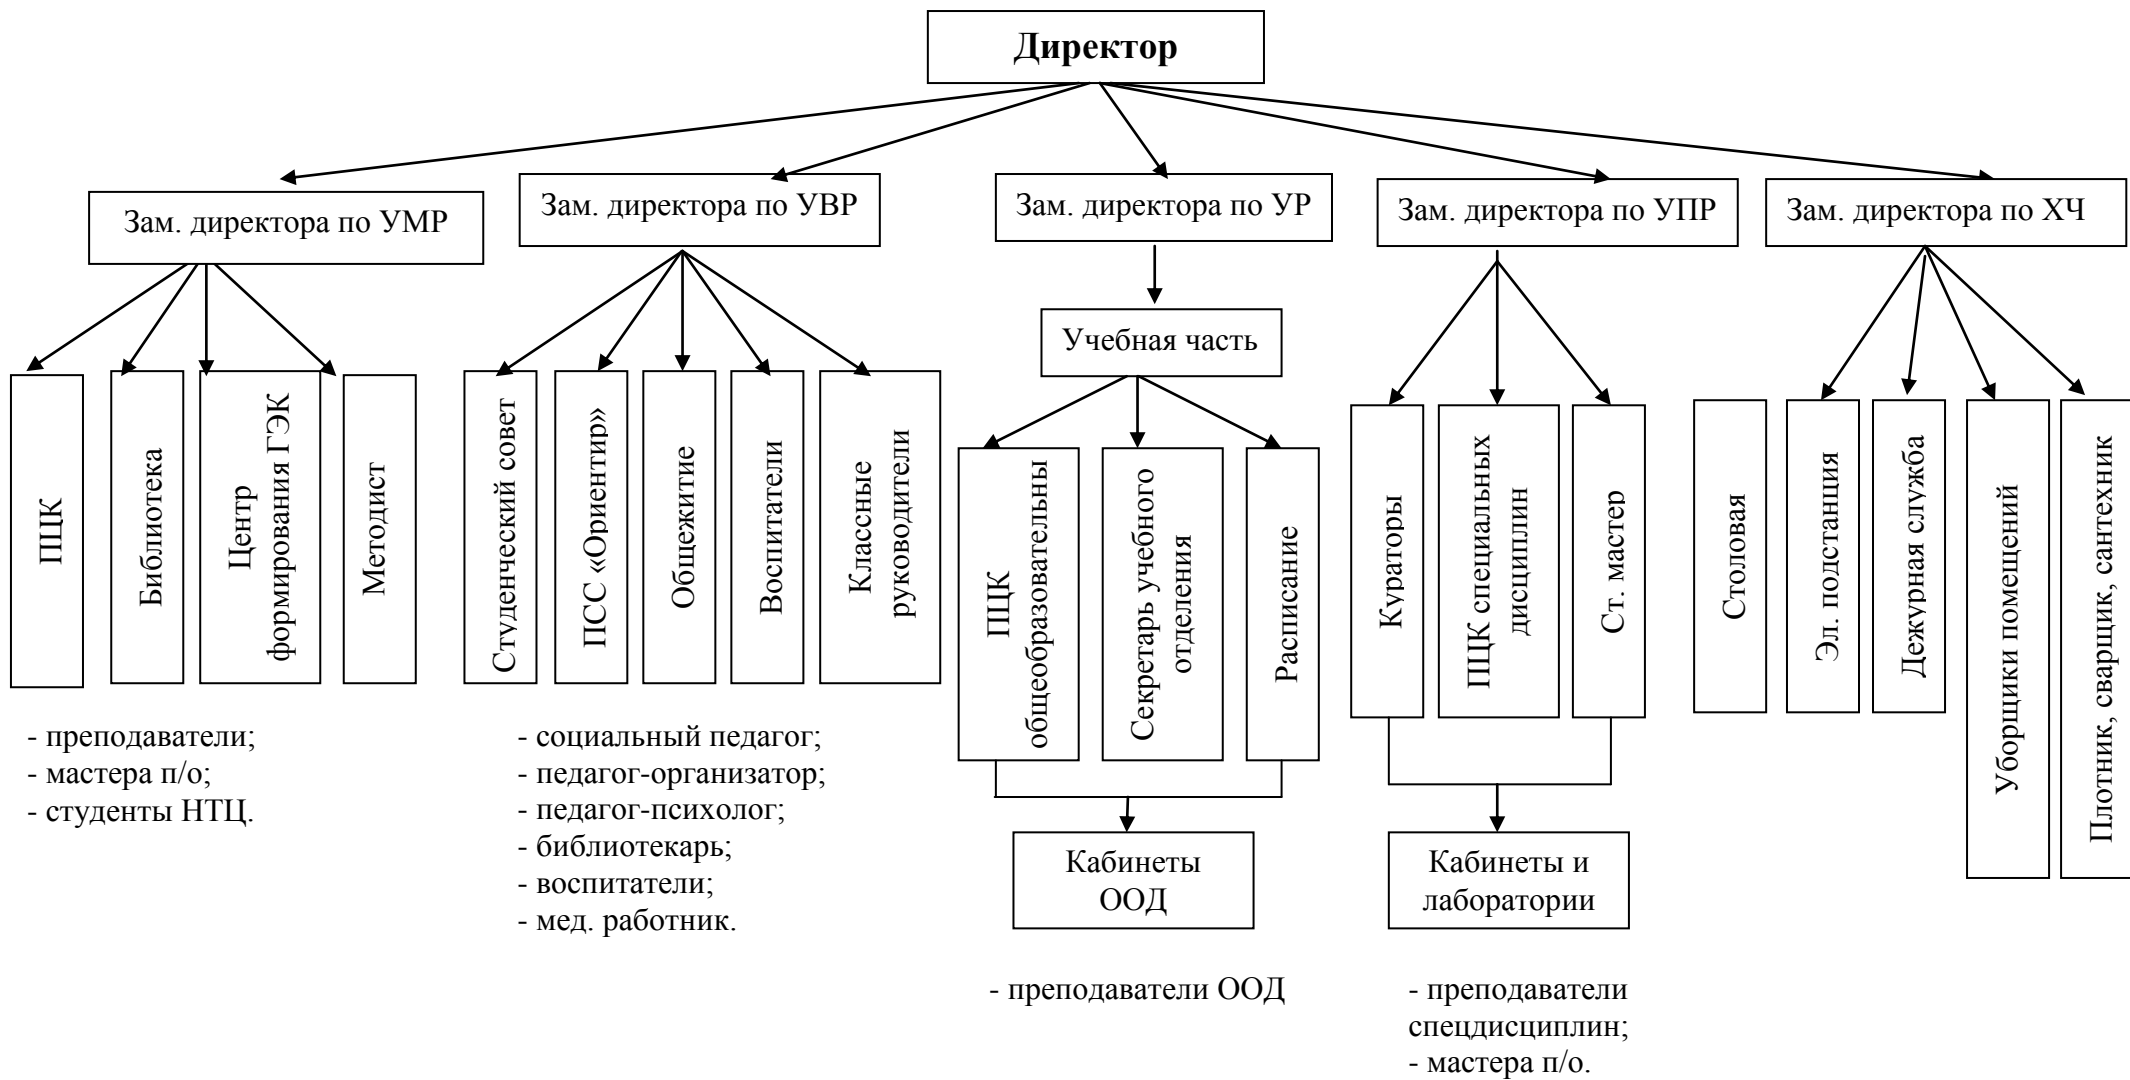 Директор
Зам. директора по УМР
Зам. директора по УВР
Зам. директора по УР
Зам. директора по УПР
Зам. директора по ХЧ
Учебная часть
ПЦК
Библиотека
Центр
формирования ГЭК
Методист
Студенческий совет
ПСС «Ориентир»
Общежитие
Воспитатели
Классные
руководители
ПЦК
общеобразовательны
Секретарь учебного
отделения
Расписание
Кураторы
ПЦК специальных
дисциплин
Ст. мастер
Столовая
Эл. подстанция
Дежурная служба
Уборщики помещений
Плотник, сварщик, сантехник
- преподаватели;
- мастера п/о;
- студенты НТЦ.
- социальный педагог;
- педагог-организатор;
- педагог-психолог;
- библиотекарь;
- воспитатели;
- мед. работник.
Кабинеты
ООД
Кабинеты и
лаборатории
- преподаватели ООД
- преподаватели
спецдисциплин;
- мастера п/о.